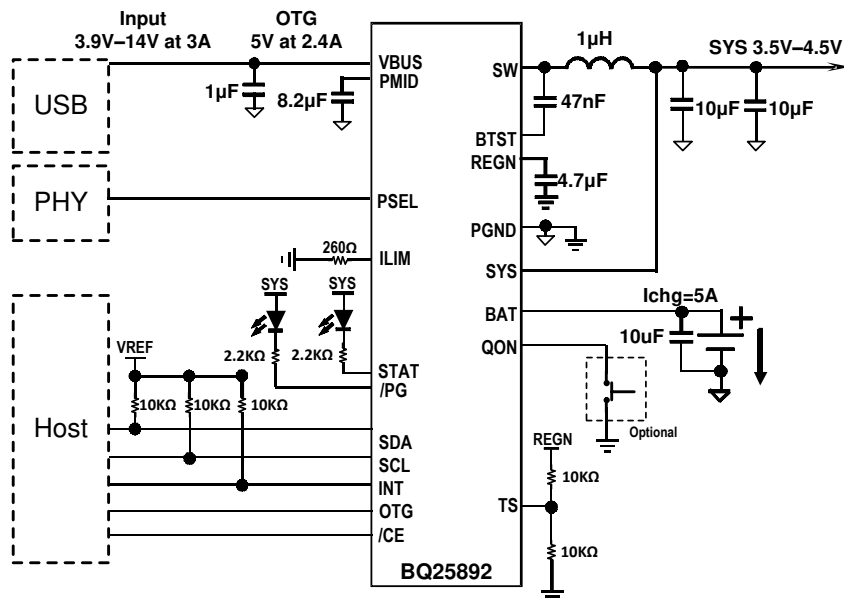 Input
3.9V–14V at 3A
OTG
5V at 2.4A
USB
1µF
8.2µF
VBUS
PMID
PHY
PSEL
260Ω
ILIM
SYS
SYS
2.2KΩ
2.2KΩ
STAT
/PG
VREF
10KΩ
10KΩ
10KΩ
Host
SDA
SCL
INT
OTG
/CE
BQ25892
SW
1µH
SYS 3.5V–4.5V
47nF
10µF
10µF
BTST
REGN
4.7µF
PGND
SYS
BAT
Ichg=5A
+
10uF
QON
Optional
REGN
10KΩ
TS
10KΩ